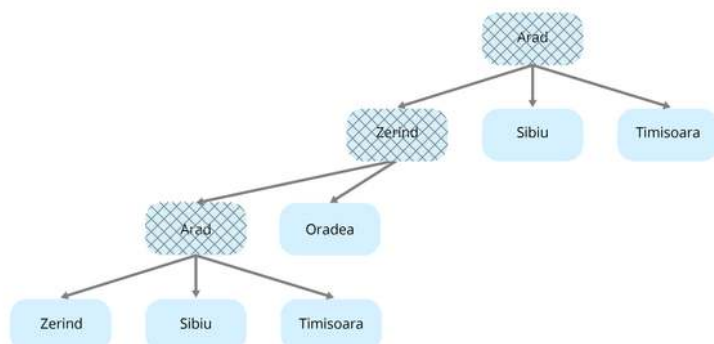 Arad
Zerind
Sibiu
Timisoara
Arad
Oradea
Zerind
Sibiu
Timisoara